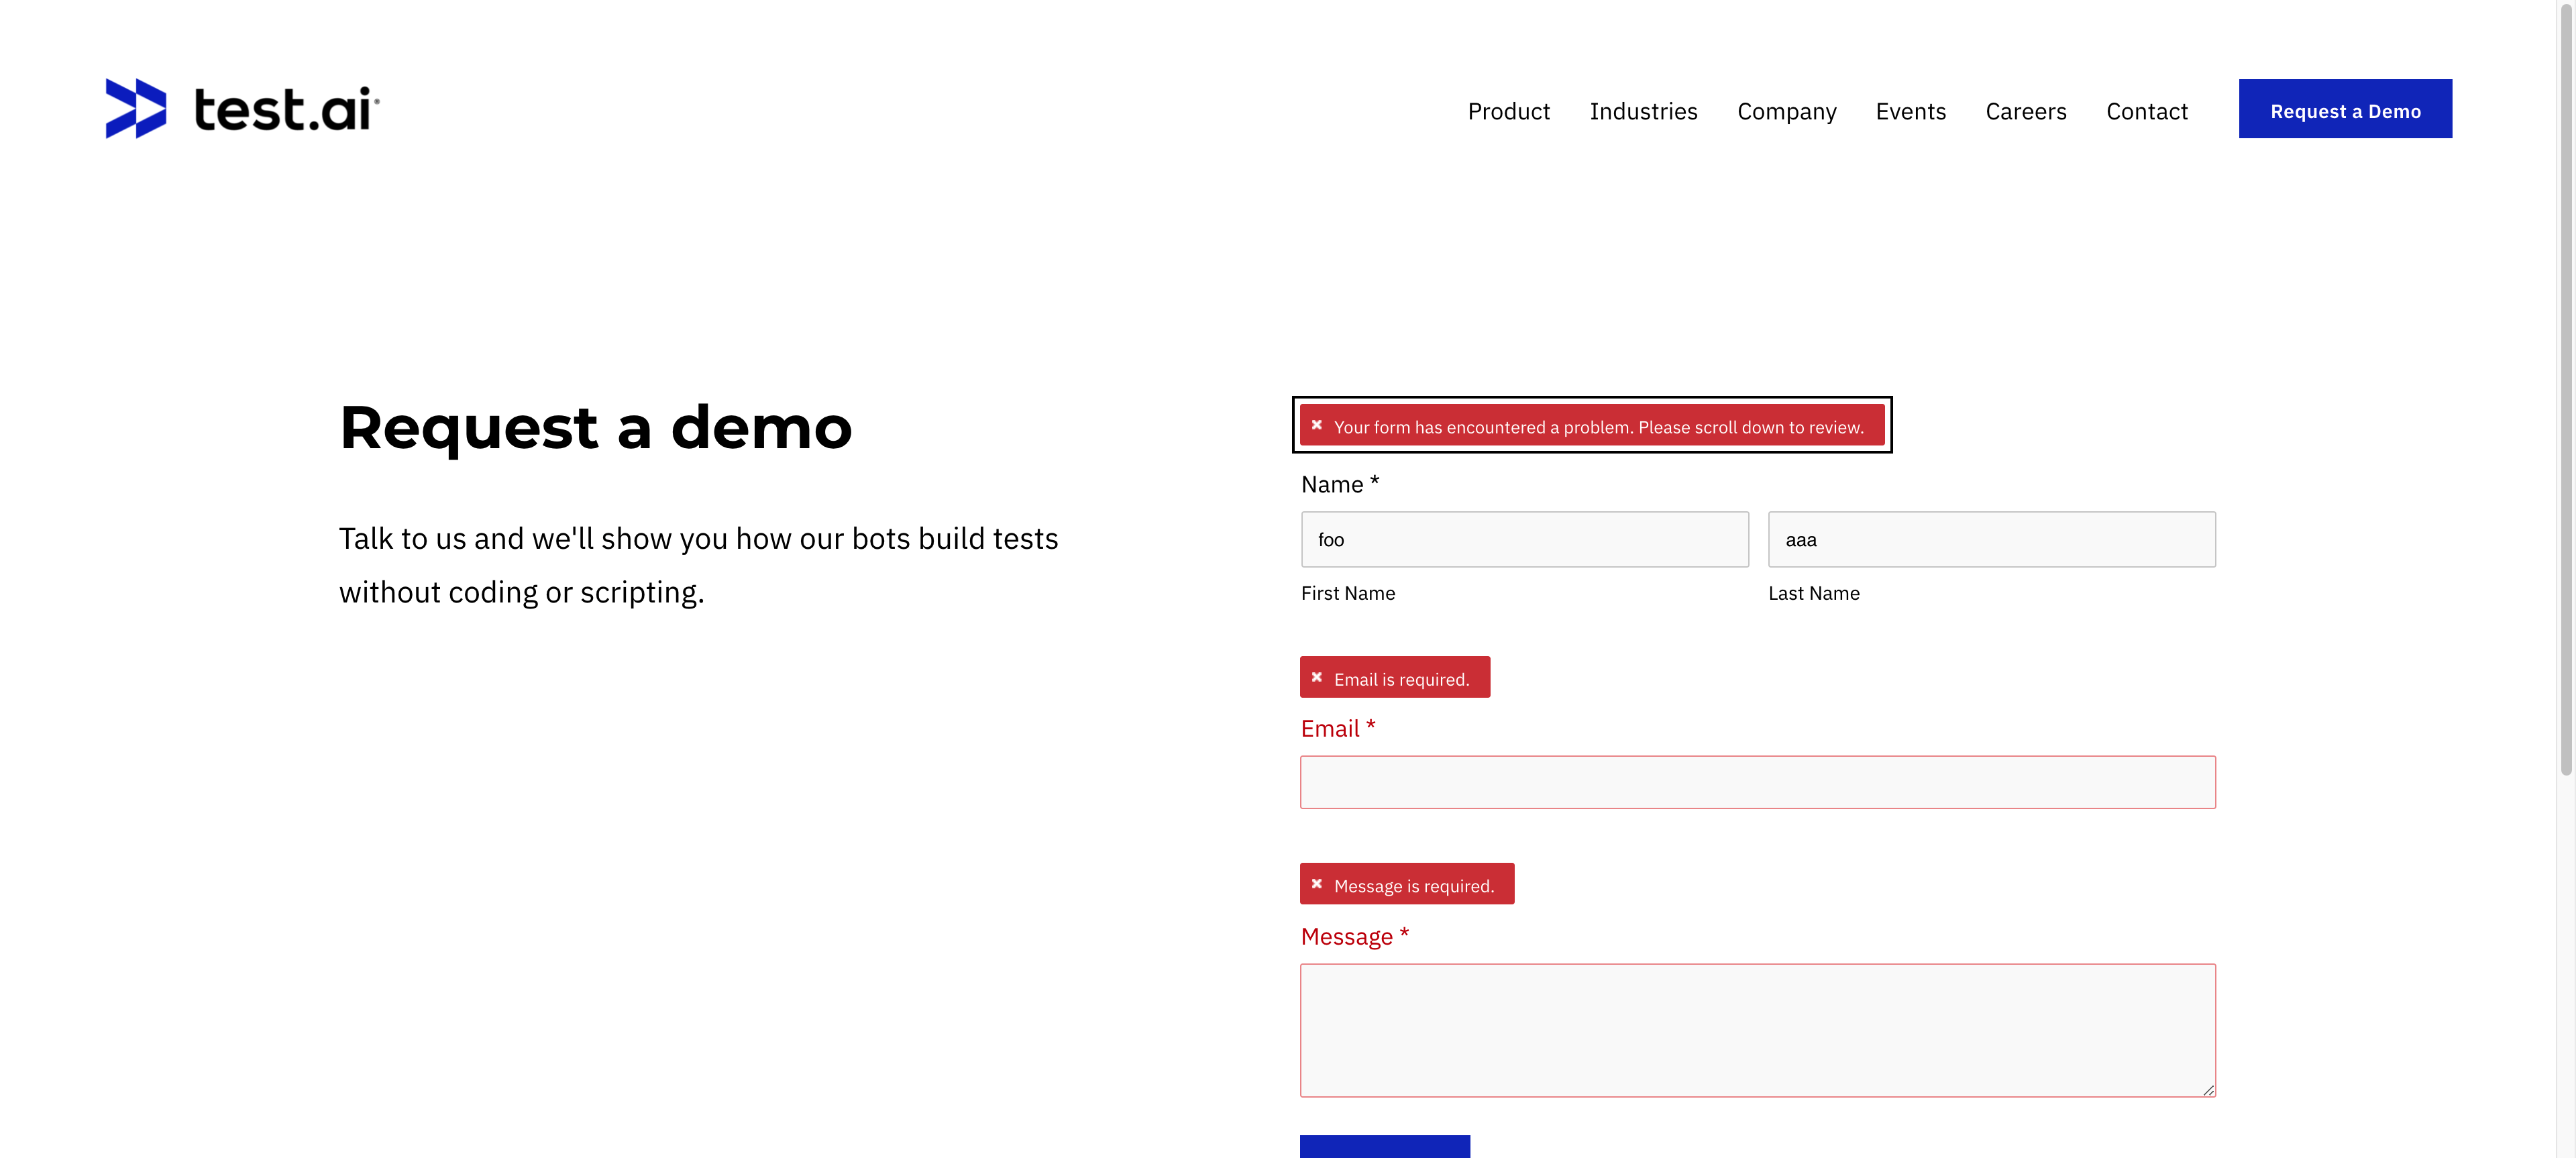 test.ai
Product Industries Company Events Careers Contact Request a Demo
Request a demo
Talk to us and we'll show you how our bots build tests
without coding or scripting.
Your form has encountered a problem. Please scroll down to review.
Name *
foo aaa
First Name Last Name
Email is required.
Email *
Message is required.
Message *